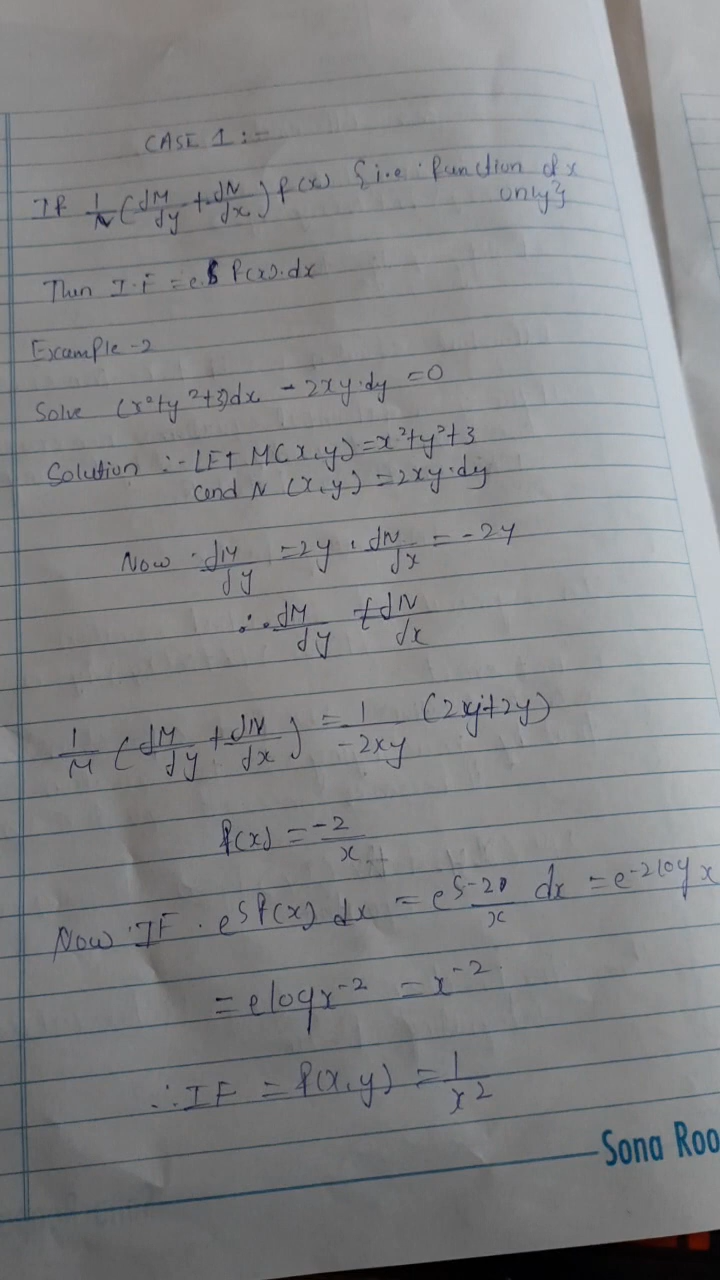 CASE 1 :-
If 1/N (dM/dy + dN/dx) f(x) {i.e. function of x
only}
Then I.F = e.∫ f(x).dx
Example -2
Solve (x²+y²+3)dx - 2xy.dy =0
Solution :- LET M(x,y)=x²+y²+3
and N (x,y) =2xy.dy
Now . dM/dy =2y , dN/dx = -2y
∴ . dM/dy ≠ dN/dx
1/M (dM/dy + dN/dx) = 1/-2xy (2xy+2y)
f(x) = -2/x
Now IF . e∫f(x) dx = e∫-2/x dx = e-2log x
= elogx-2 = x-2
∴ IF = f(x,y) = 1/x2
Sona Roo